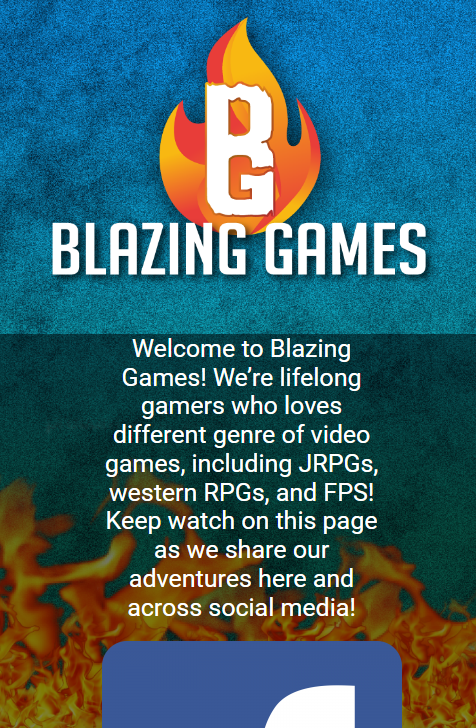 BG
BLAZING GAMES
Welcome to Blazing
Games! We’re lifelong
gamers who loves
different genre of video
games, including JRPGs,
western RPGs, and FPS!
Keep watch on this page
as we share our
adventures here and
across social media!